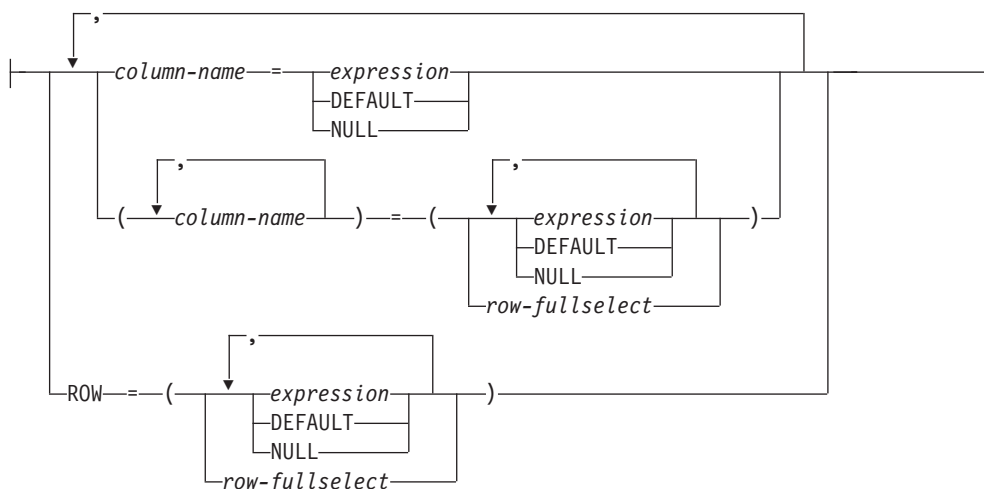 ,
column-name = expression
DEFAULT
NULL
, ,
( column-name ) = ( expression )
DEFAULT
NULL
row-fullselect
,
ROW = ( expression )
DEFAULT
NULL
row-fullselect